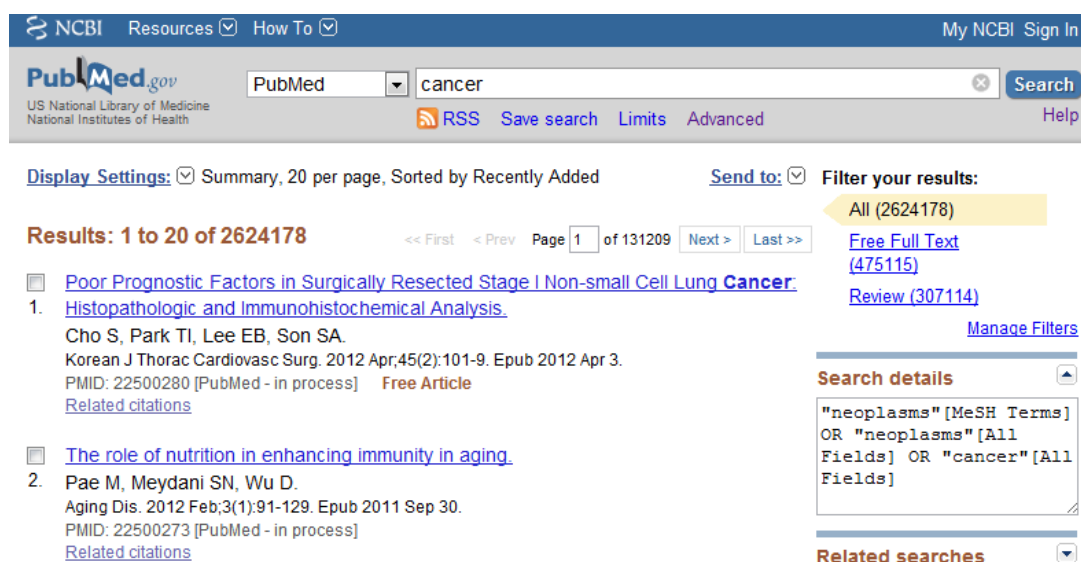 NCBI Resources How To My NCBI Sign In
PubMed.gov
US National Library of Medicine
National Institutes of Health
PubMed cancer Search
RSS Save search Limits Advanced Help
Display Settings: Summary, 20 per page, Sorted by Recently Added Send to:
Results: 1 to 20 of 2624178 << First < Prev Page 1 of 131209 Next > Last >>
Poor Prognostic Factors in Surgically Resected Stage I Non-small Cell Lung Cancer:
1. Histopathologic and Immunohistochemical Analysis.
Cho S, Park TI, Lee EB, Son SA.
Korean J Thorac Cardiovasc Surg. 2012 Apr;45(2):101-9. Epub 2012 Apr 3.
PMID: 22500280 [PubMed - in process] Free Article
Related citations
The role of nutrition in enhancing immunity in aging.
2. Pae M, Meydani SN, Wu D.
Aging Dis. 2012 Feb;3(1):91-129. Epub 2011 Sep 30.
PMID: 22500273 [PubMed - in process]
Related citations
Filter your results:
All (2624178)
Free Full Text
(475115)
Review (307114)
Manage Filters
Search details
"neoplasms"[MeSH Terms]
OR "neoplasms"[All
Fields] OR "cancer"[All
Fields]
Related searches